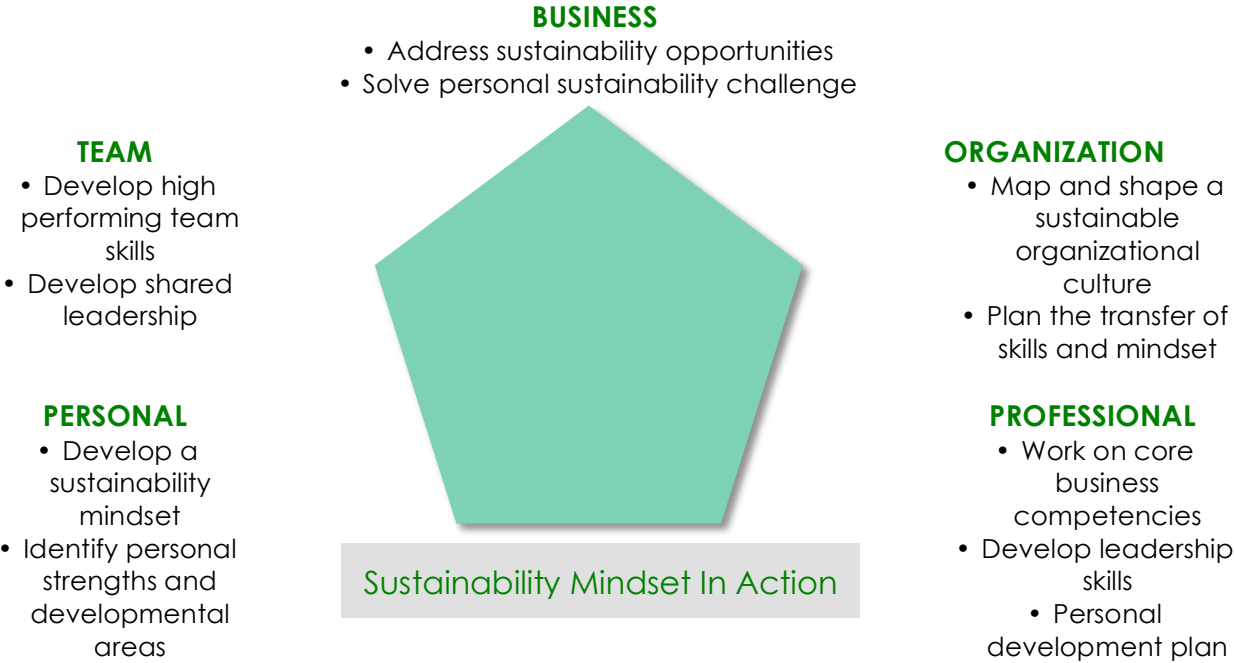 BUSINESS
• Address sustainability opportunities
• Solve personal sustainability challenge
TEAM
• Develop high
performing team
skills
• Develop shared
leadership
ORGANIZATION
• Map and shape a
sustainable
organizational
culture
• Plan the transfer of
skills and mindset
PERSONAL
• Develop a
sustainability
mindset
• Identify personal
strengths and
developmental
areas
PROFESSIONAL
• Work on core
business
competencies
• Develop leadership
skills
• Personal
development plan
Sustainability Mindset In Action